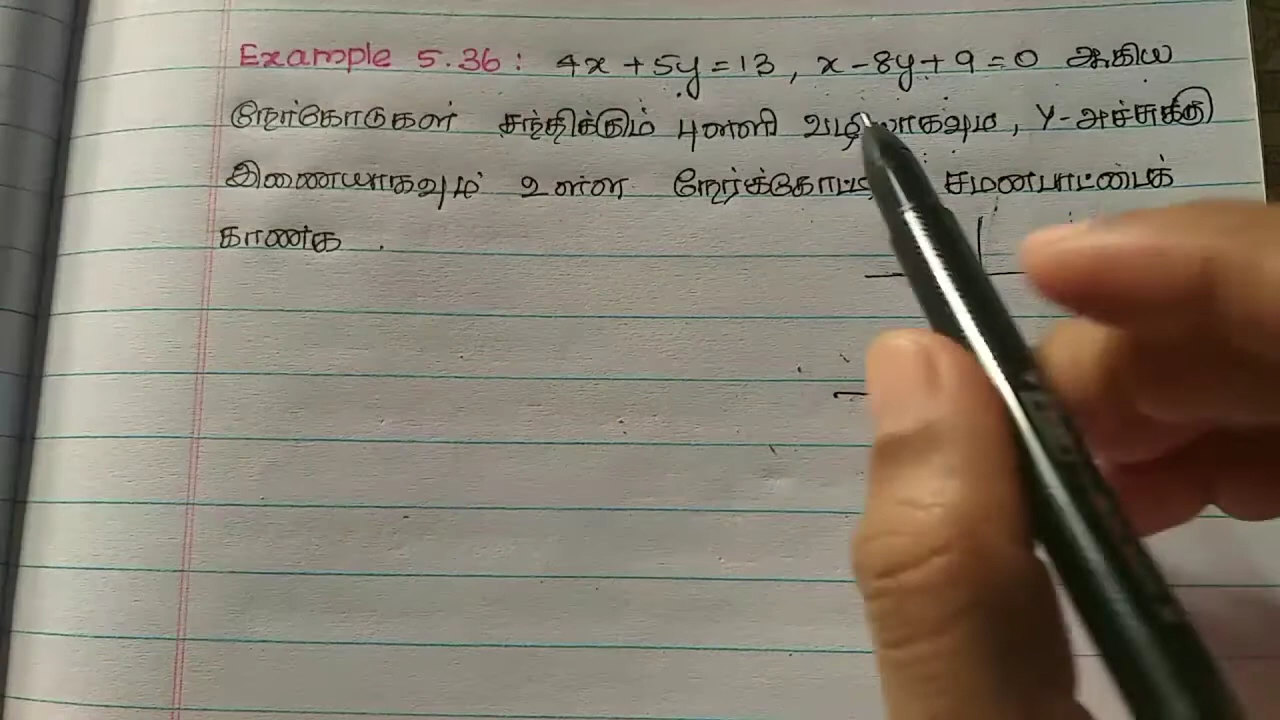 Example 5.36 : 4x + 5y = 13 , x - 8y + 9 = 0 ஆகிய
நேர்கோடுகள் சந்திக்கும் புள்ளி வழியாகவும் , Y-அச்சுக்கு
இணையாகவும் உள்ள சமன்பாட்டைக்
காண்க .